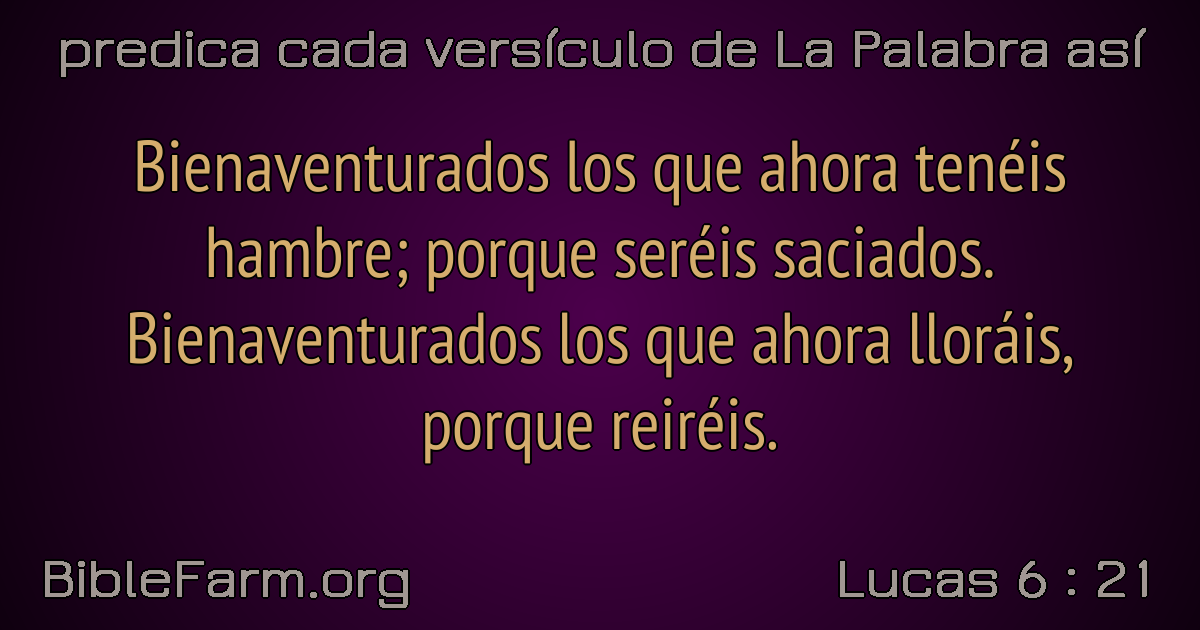 predica cada versículo de La Palabra así
Bienaventurados los que ahora tenéis
hambre; porque seréis saciados.
Bienaventurados los que ahora lloráis,
porque reiréis.
BibleFarm.org
Lucas 6 : 21